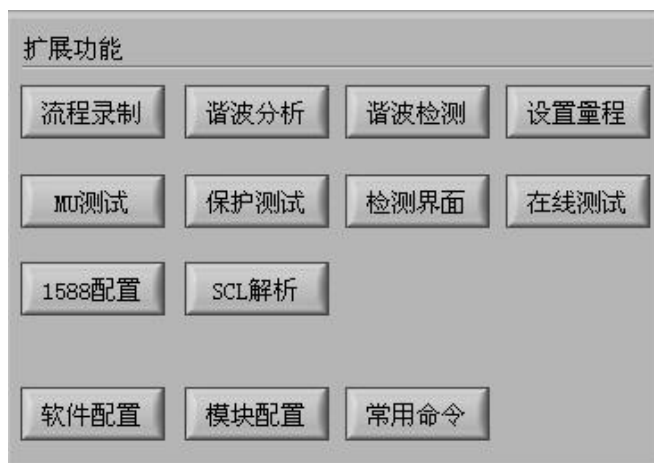 扩展功能
流程录制 谐波分析 谐波检测 设置量程
MU测试 保护测试 检测界面 在线测试
1588配置 SCL解析
软件配置 模块配置 常用命令